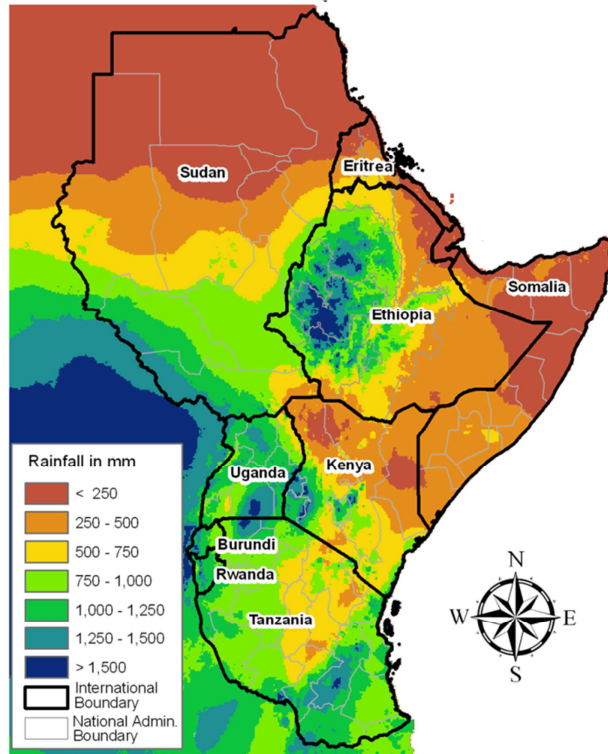 Sudan
Eritrea
Somalia
Ethiopia
Uganda
Kenya
Burundi
Rwanda
Tanzania
Rainfall in mm
< 250
250 - 500
500 - 750
750 - 1,000
1,000 - 1,250
1,250 - 1,500
> 1,500
International
Boundary
National Admin.
Boundary
N
W E
S